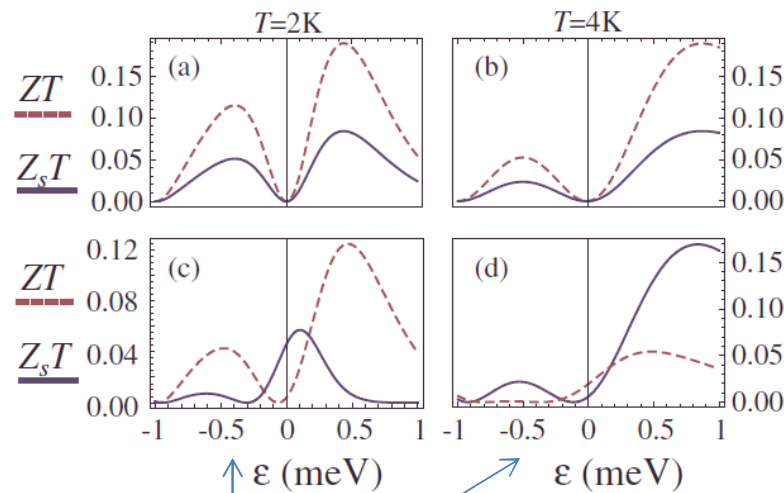 T=2K T=4K
(a) (b)
ZT 0.15 0.15
0.10 0.10
ZsT 0.05 0.05
0.00 0.00
0.12
(c) (d)
ZT 0.15
0.08 0.10
ZsT 0.04 0.05
0.00 0.00
-1 -0.5 0 0.5 1 -1 -0.5 0 0.5 1
ε (meV) ε (meV)